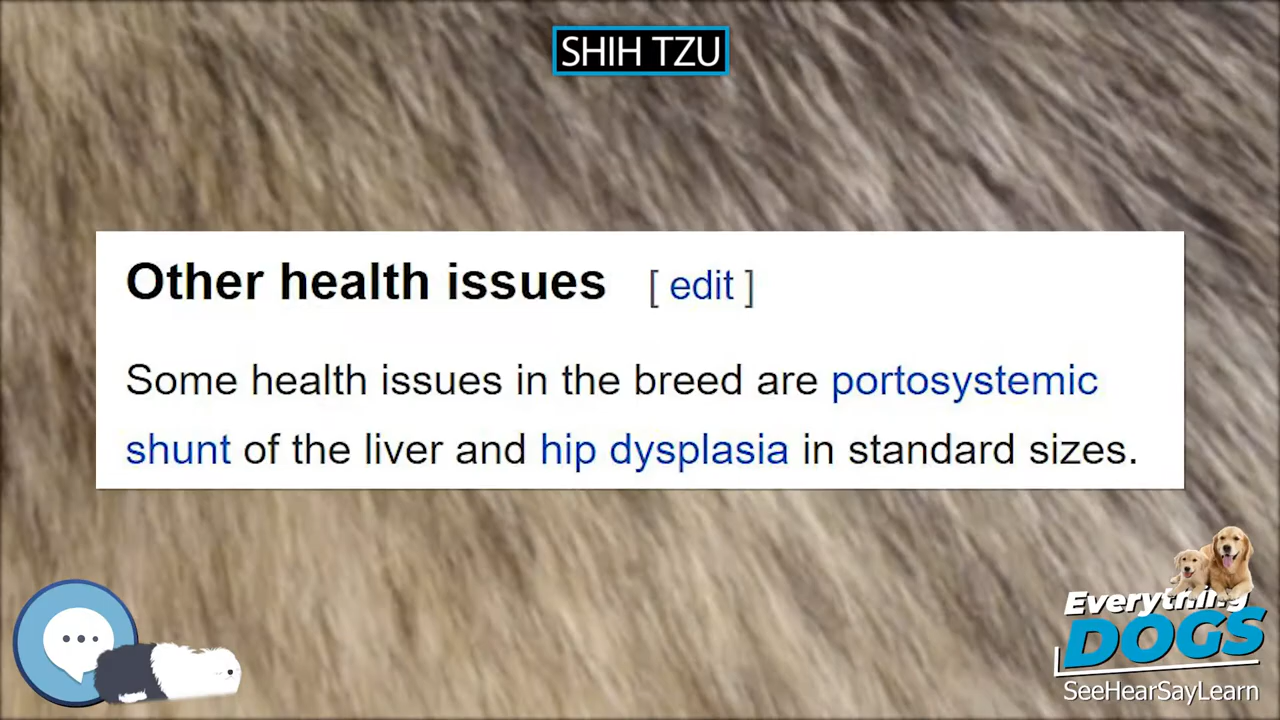 SHIH TZU
Other health issues [ edit ]
Some health issues in the breed are portosystemic
shunt of the liver and hip dysplasia in standard sizes.
Everything
DOGS
SeeHearSayLearn